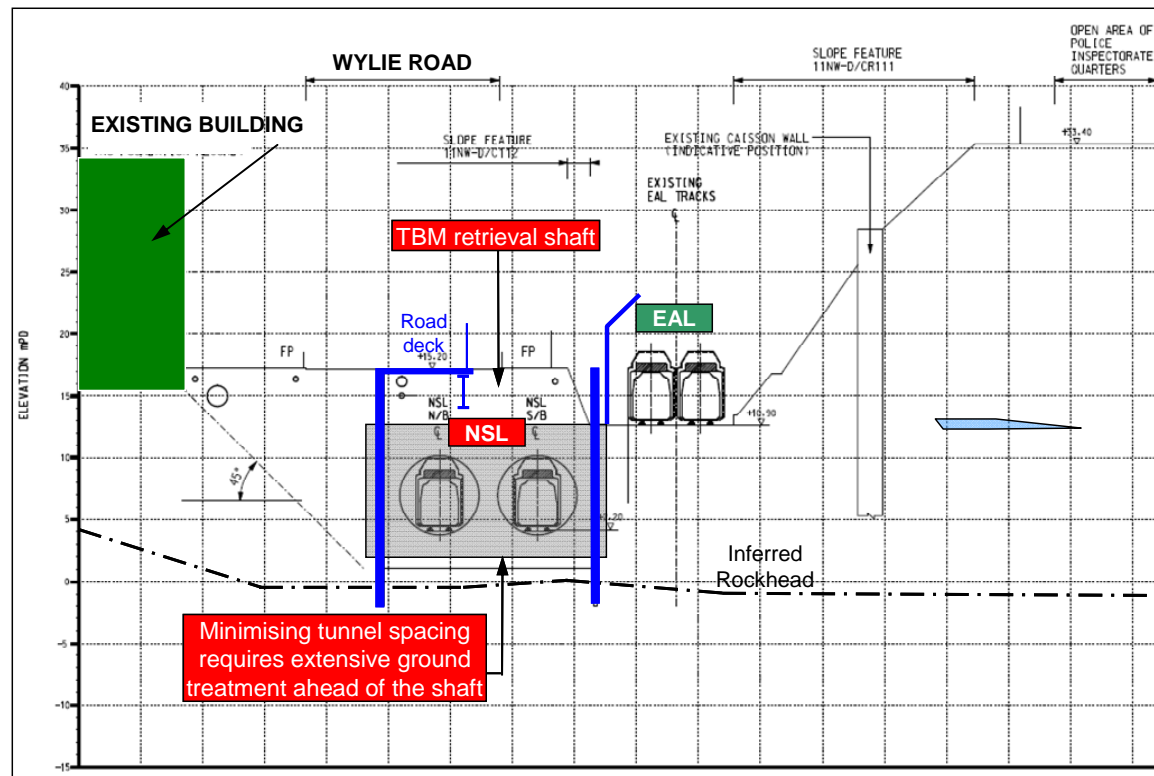 OPEN AREA OF
POLICE
INSPECTORATE
QUARTERS
SLOPE FEATURE
11NW-D/CR111
WYLIE ROAD
EXISTING BUILDING
SLOPE FEATURE
11NW-D/C112
EXISTING CAISSON WALL
(INDICATIVE POSITION)
+33.40
EXISTING
EAL TRACKS
TBM retrieval shaft
EAL
Road
deck
FP
+15.20
FP
NSL
N/B
NSL
S/B
NSL
+10.90
45°
Inferred
Rockhead
Minimising tunnel spacing
requires extensive ground
treatment ahead of the shaft
ELEVATION mPD
40
35
30
25
20
15
10
5
0
-5
-10
-15